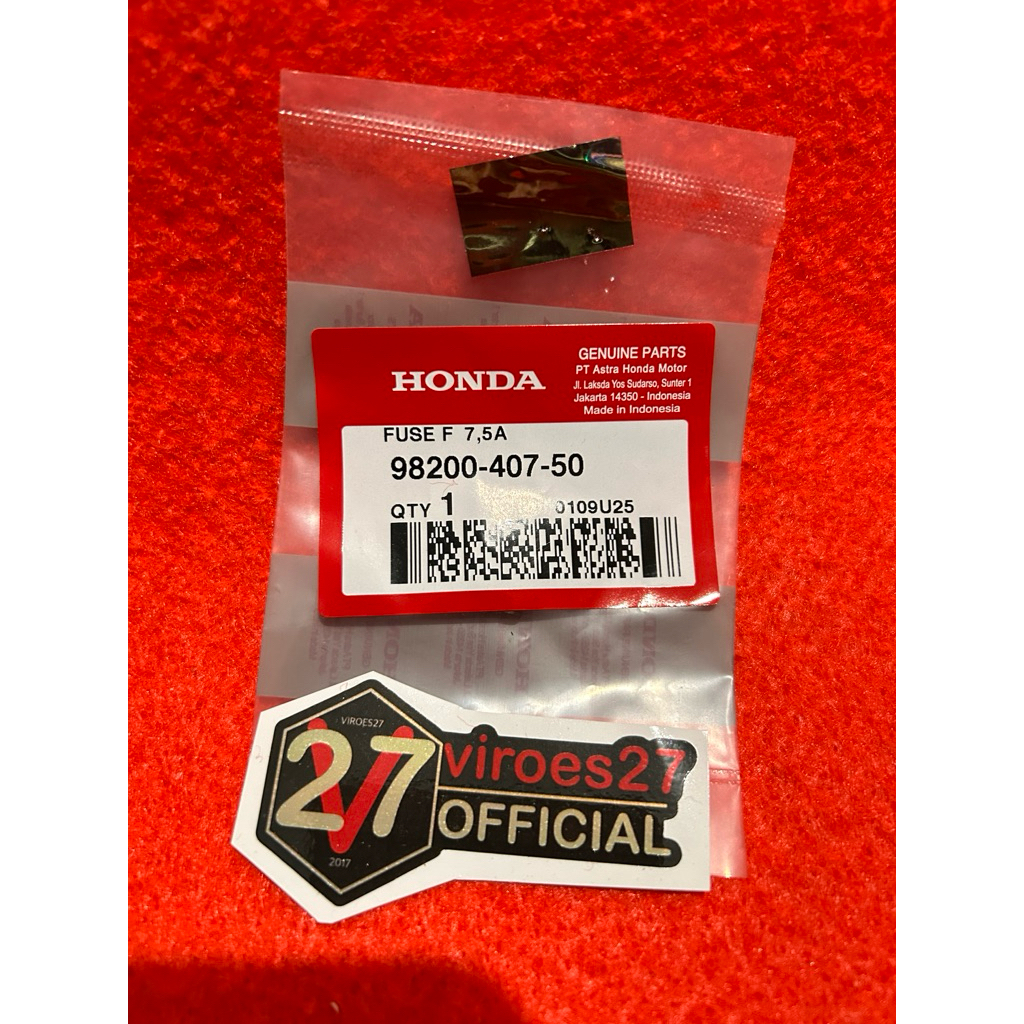 HONDA
GENUINE PARTS
PT Astra Honda Motor
Jl. Laksda Yos Sudarso, Sunter 1
Jakarta 14350 - Indonesia
Made in Indonesia
FUSE F 7,5A
98200-407-50
QTY 1
0109U25
VIROES27
27
V
2017
viroes27
OFFICIAL